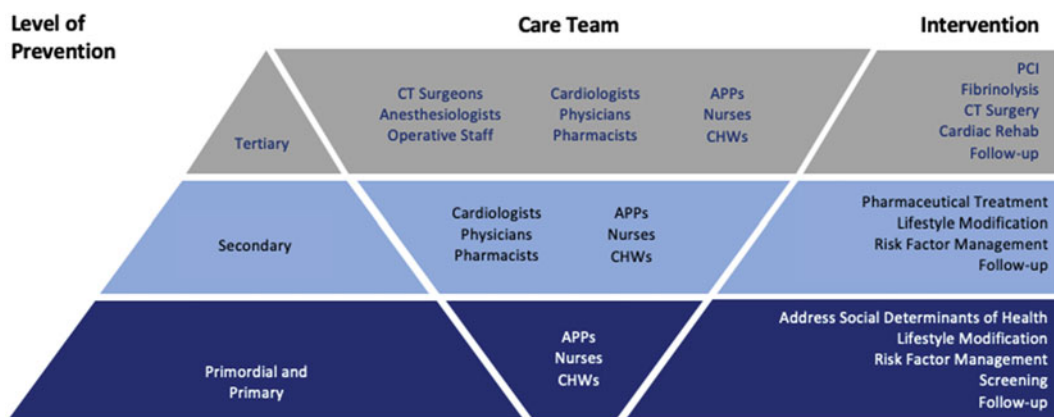 Level of
Prevention
Care Team
Intervention
Tertiary
CT Surgeons
Anesthesiologists
Operative Staff
Cardiologists
Physicians
Pharmacists
APPs
Nurses
CHWs
PCI
Fibrinolysis
CT Surgery
Cardiac Rehab
Follow-up
Secondary
Cardiologists
Physicians
Pharmacists
APPs
Nurses
CHWs
Pharmaceutical Treatment
Lifestyle Modification
Risk Factor Management
Follow-up
Primordial and
Primary
APPs
Nurses
CHWs
Address Social Determinants of Health
Lifestyle Modification
Risk Factor Management
Screening
Follow-up